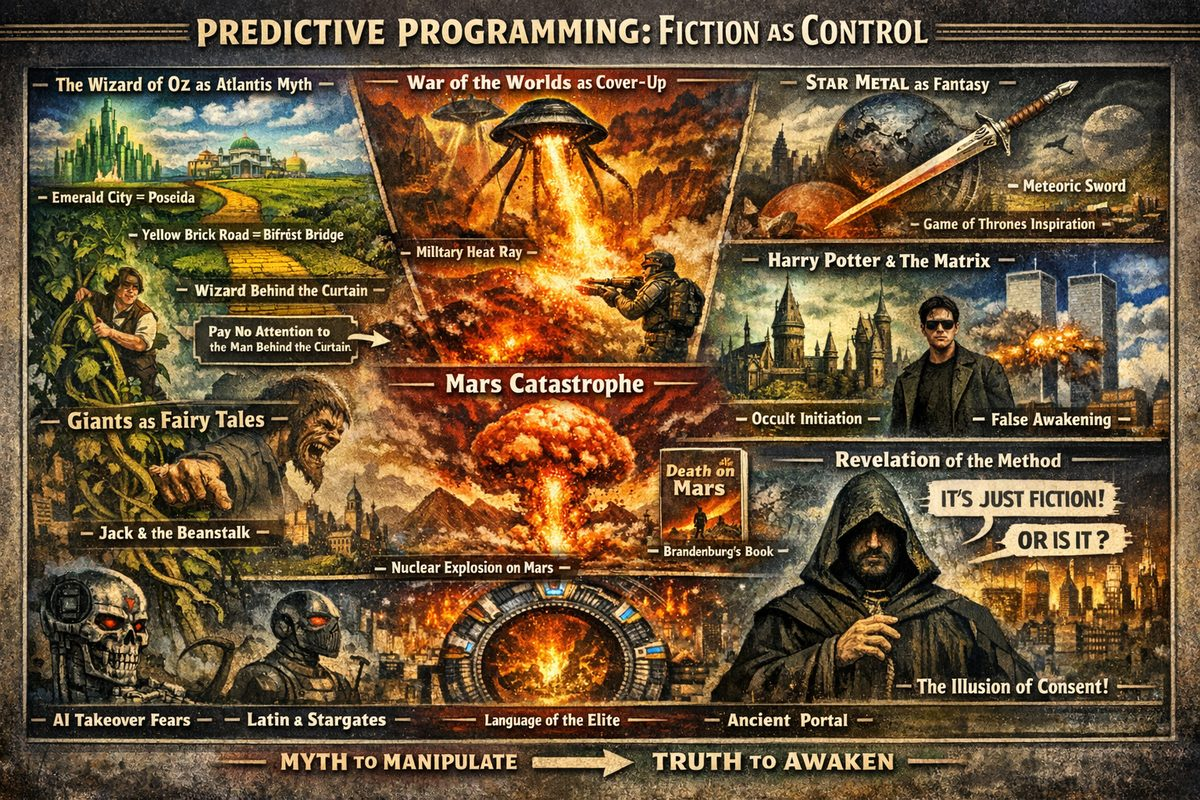 PREDICTIVE PROGRAMMING: FICTION AS CONTROL
The Wizard of Oz as Atlantis Myth
Emerald City = Poseida
Yellow Brick Road = Bifröst Bridge
Wizard Behind the Curtain
Pay No Attention to
the Man Behind the Curtain
War of the Worlds as Cover-Up
Military Heat Ray
STAR METAL as Fantasy
Meteoric Sword
Game of Thrones Inspiration
Harry Potter & The Matrix
Occult Initiation
False Awakening
Giants as Fairy Tales
Jack & the Beanstalk
Mars Catastrophe
Death on
Mars
Brandenburg's Book
Nuclear Explosion on Mars
Revelation of the Method
IT'S JUST FICTION!
OR IS IT?
The Illusion of Consent!
AI Takeover Fears
Latin & Stargates
Language of the Elite
Ancient Portal
MYTH TO MANIPULATE
TRUTH TO AWAKEN